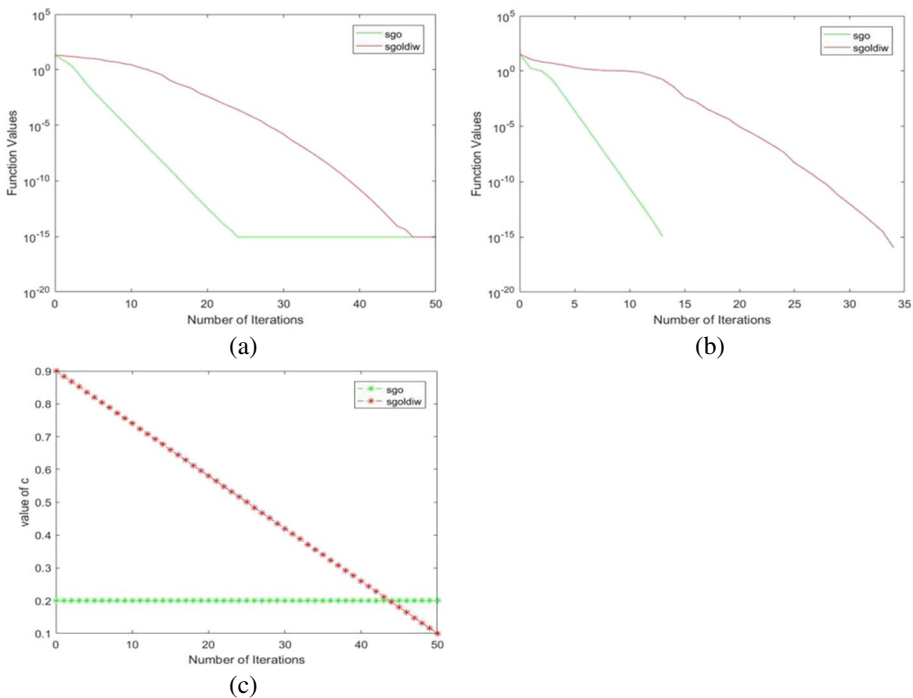 10^5
10^0
10^-5
10^-10
10^-15
10^-20
Function Values
0 10 20 30 40 50
Number of Iterations
sgo
sgoldiw
(a)
10^5
10^0
10^-5
10^-10
10^-15
10^-20
Function Values
0 5 10 15 20 25 30 35
Number of Iterations
sgo
sgoldiw
(b)
0.9
0.8
0.7
0.6
0.5
0.4
0.3
0.2
0.1
value of c
0 10 20 30 40 50
Number of Iterations
sgo
sgoldiw
(c)